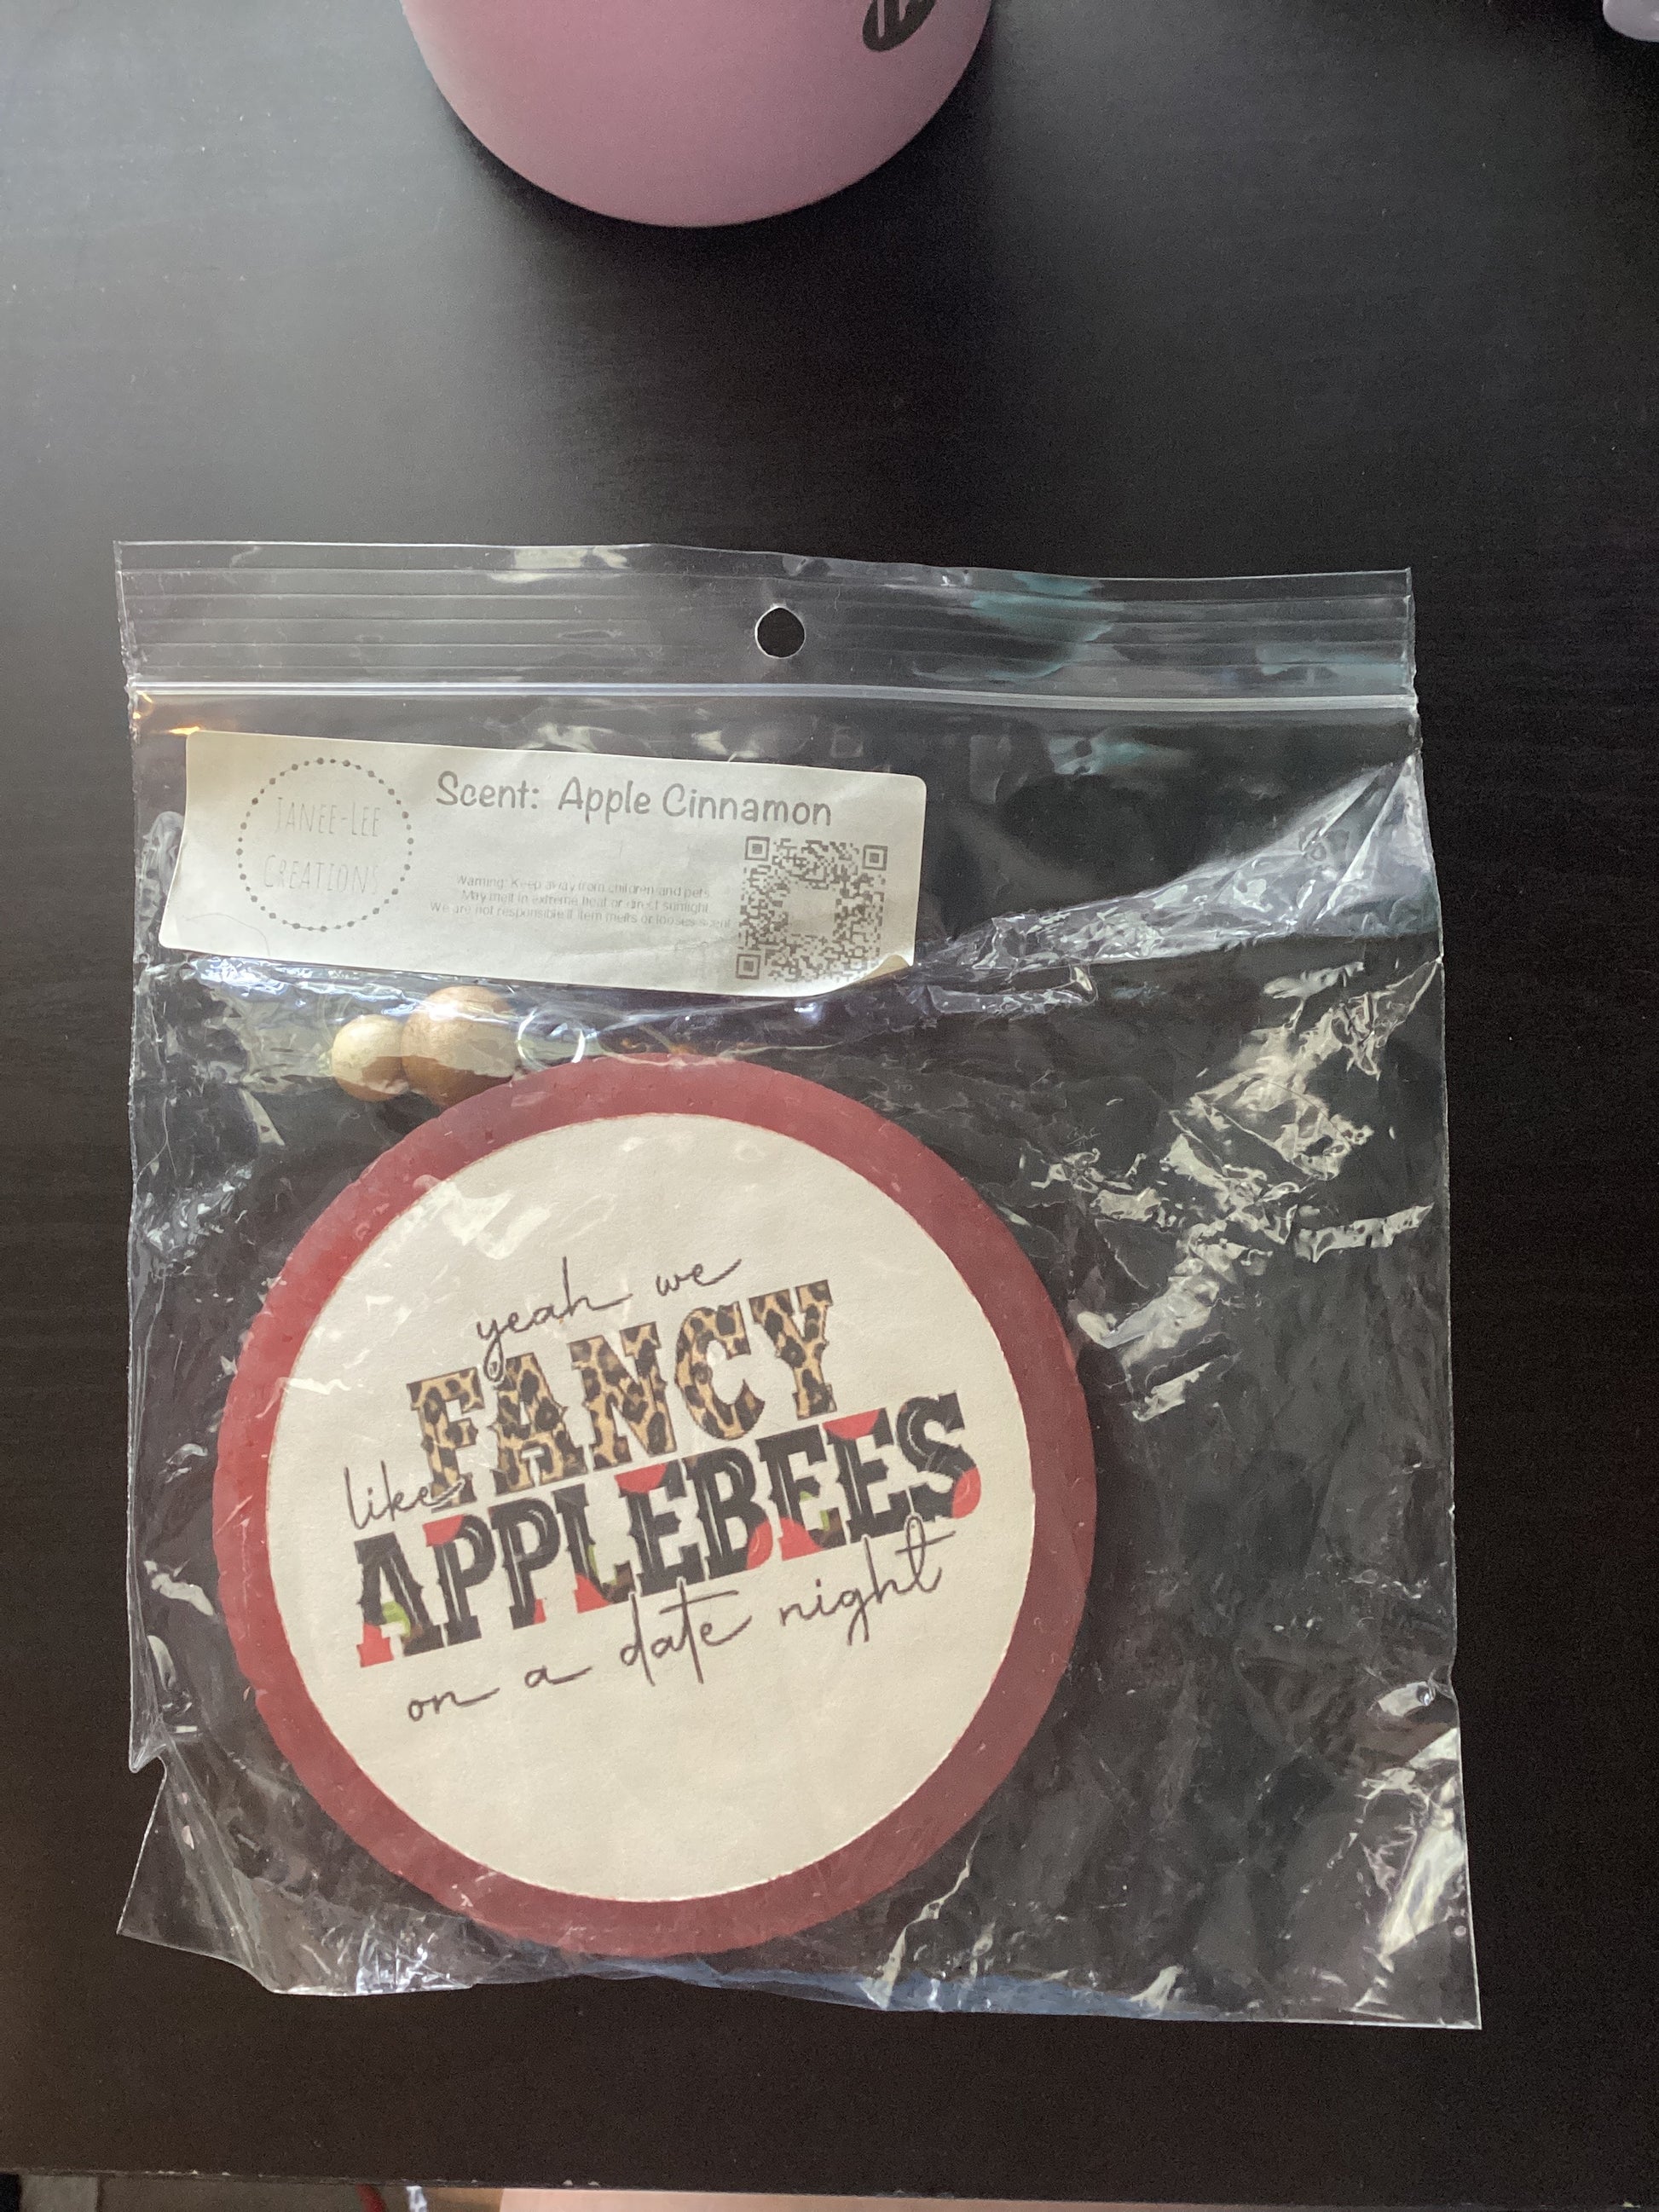 Scent: Apple Cinnamon
TANEE-LEE
CREATIONS
Warning: Keep away from children and pets
May melt in extreme heat or direct sunlight
We are not responsible if item melts or looses scent
yeah we
FANCY
like
APPLEBEES
on a date night